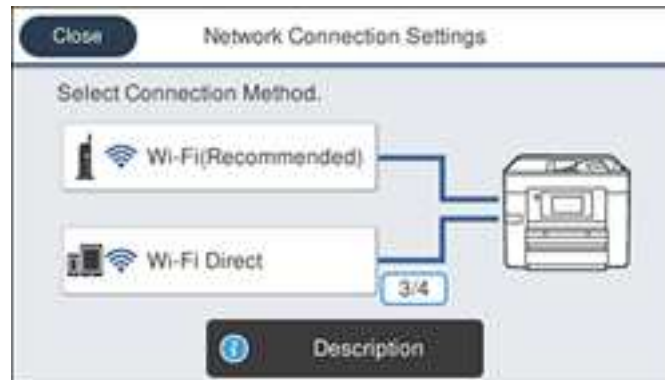 Close
Network Connection Settings
Select Connection Method.
Wi-Fi(Recommended)
Wi-Fi Direct
3/4
Description